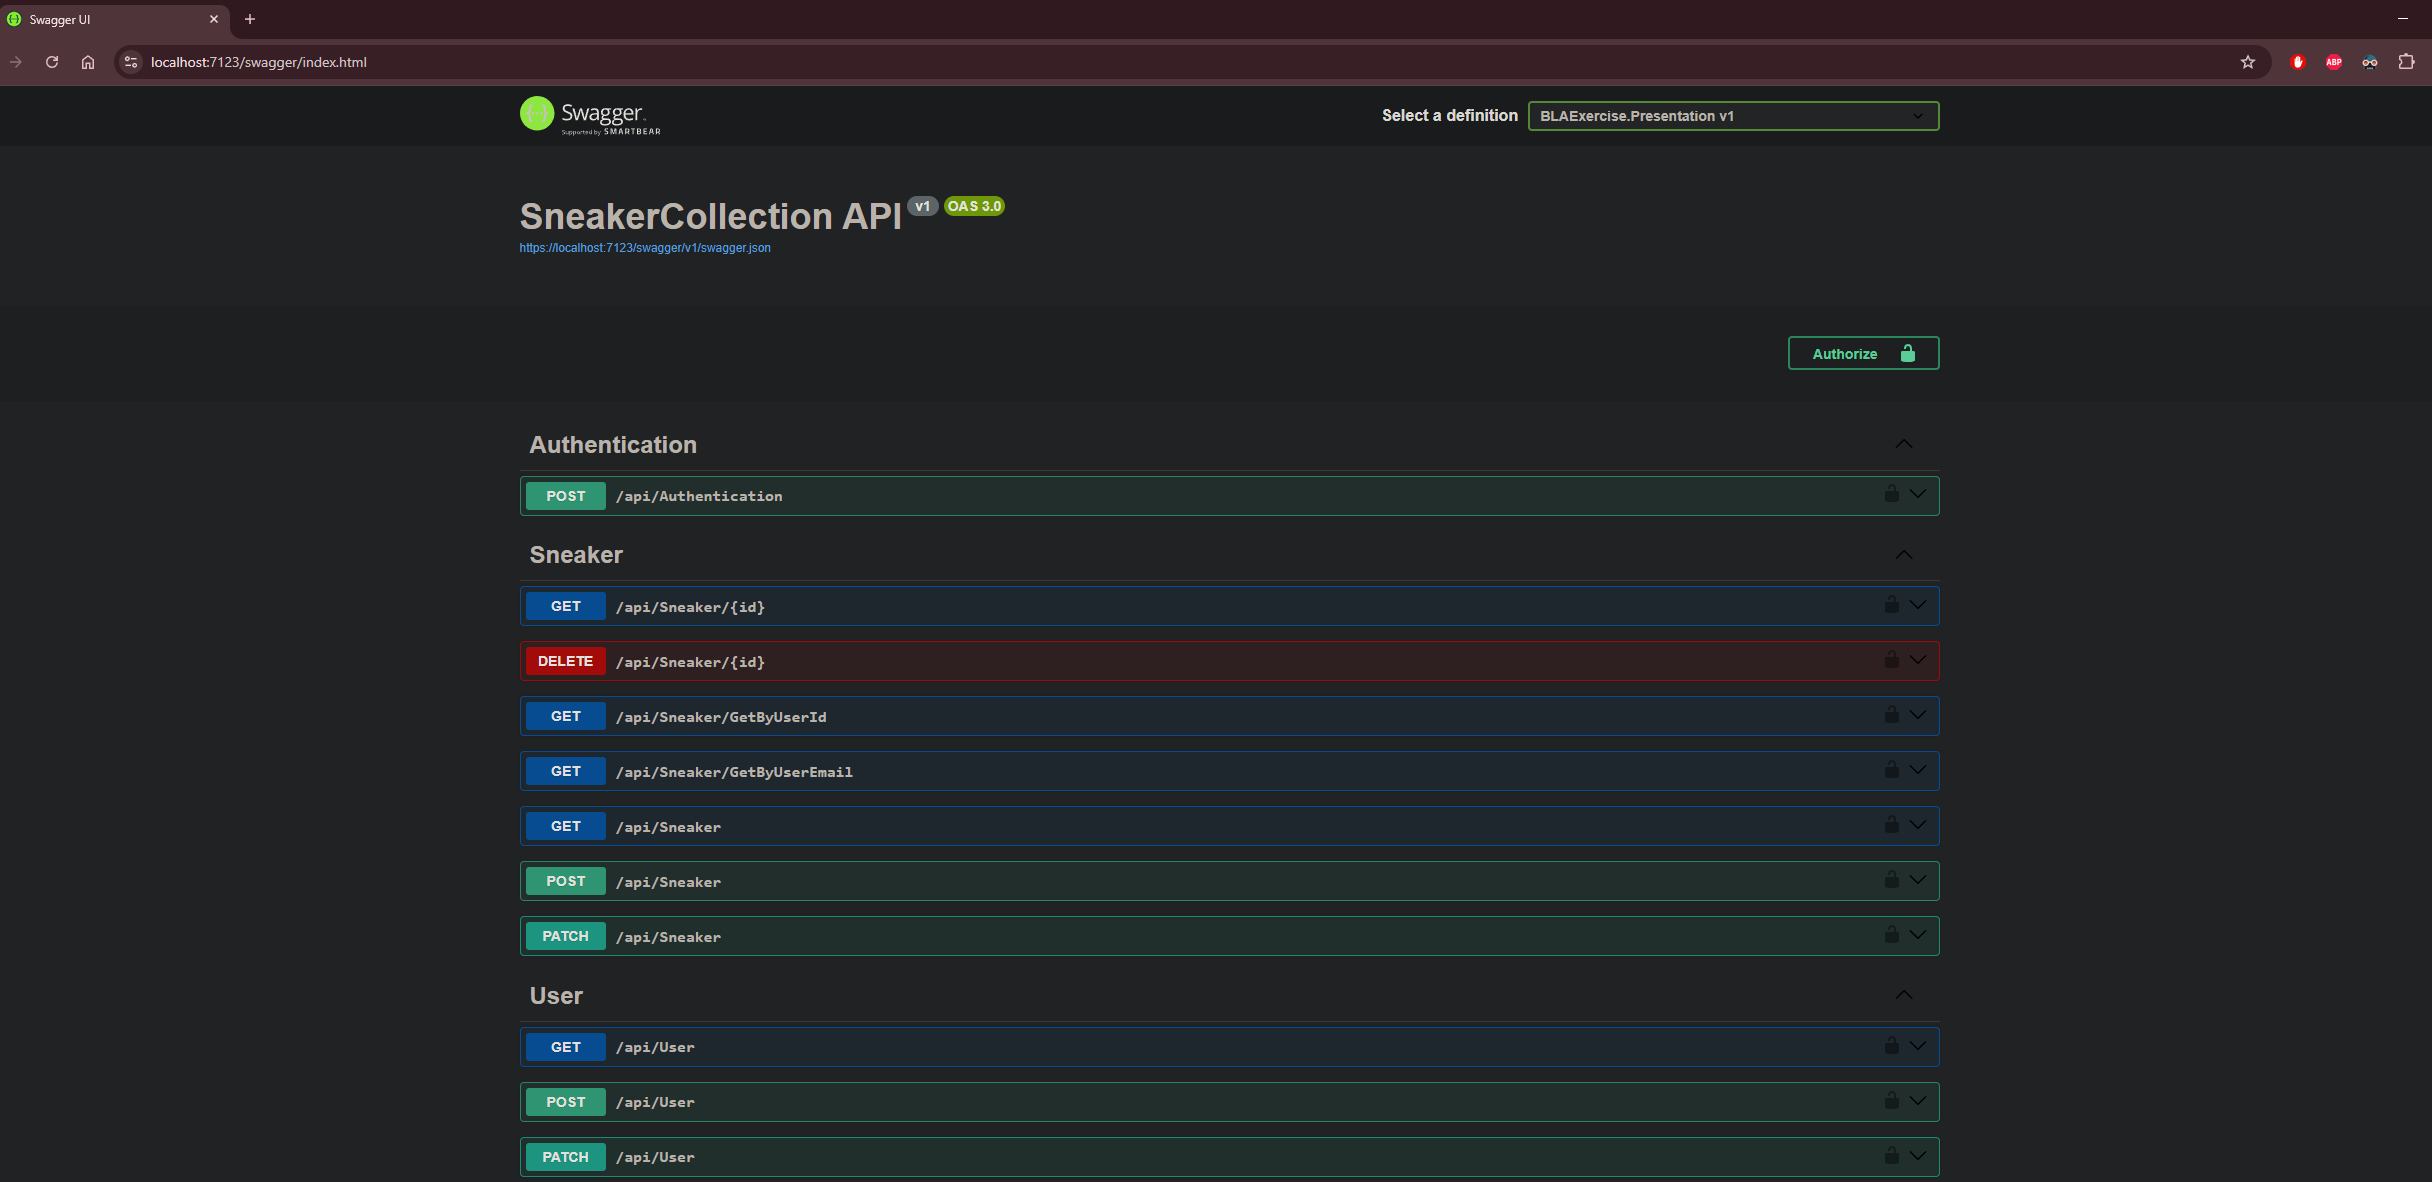 Swagger UI
localhost:7123/swagger/index.html
ABP
Swagger
Supported by SMARTBEAR
Select a definition
BLAExercise.Presentation v1
SneakerCollection API v1 OAS 3.0
https://localhost:7123/swagger/v1/swagger.json
Authorize
Authentication
POST /api/Authentication
Sneaker
GET /api/Sneaker/{id}
DELETE /api/Sneaker/{id}
GET /api/Sneaker/GetByUserId
GET /api/Sneaker/GetByUserEmail
GET /api/Sneaker
POST /api/Sneaker
PATCH /api/Sneaker
User
GET /api/User
POST /api/User
PATCH /api/User